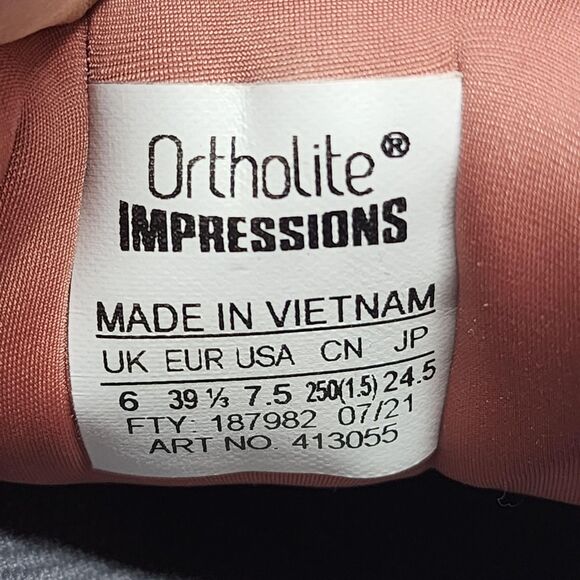 Ortholite®
IMPRESSIONS
MADE IN VIETNAM
UK EUR USA CN JP
6 39 ⅓ 7.5 250(1.5) 24.5
FTY: 187982 07/21
ART NO. 413055